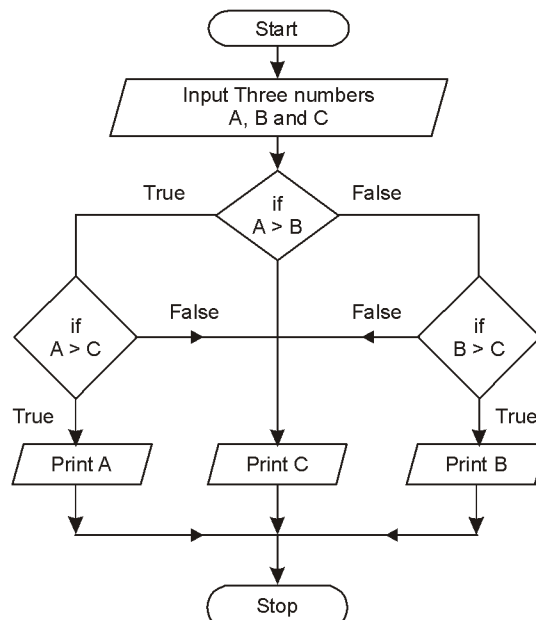 Start
Input Three numbers
A, B and C
True
False
if
A > B
if
A > C
False
False
if
B > C
True
True
Print A
Print C
Print B
Stop